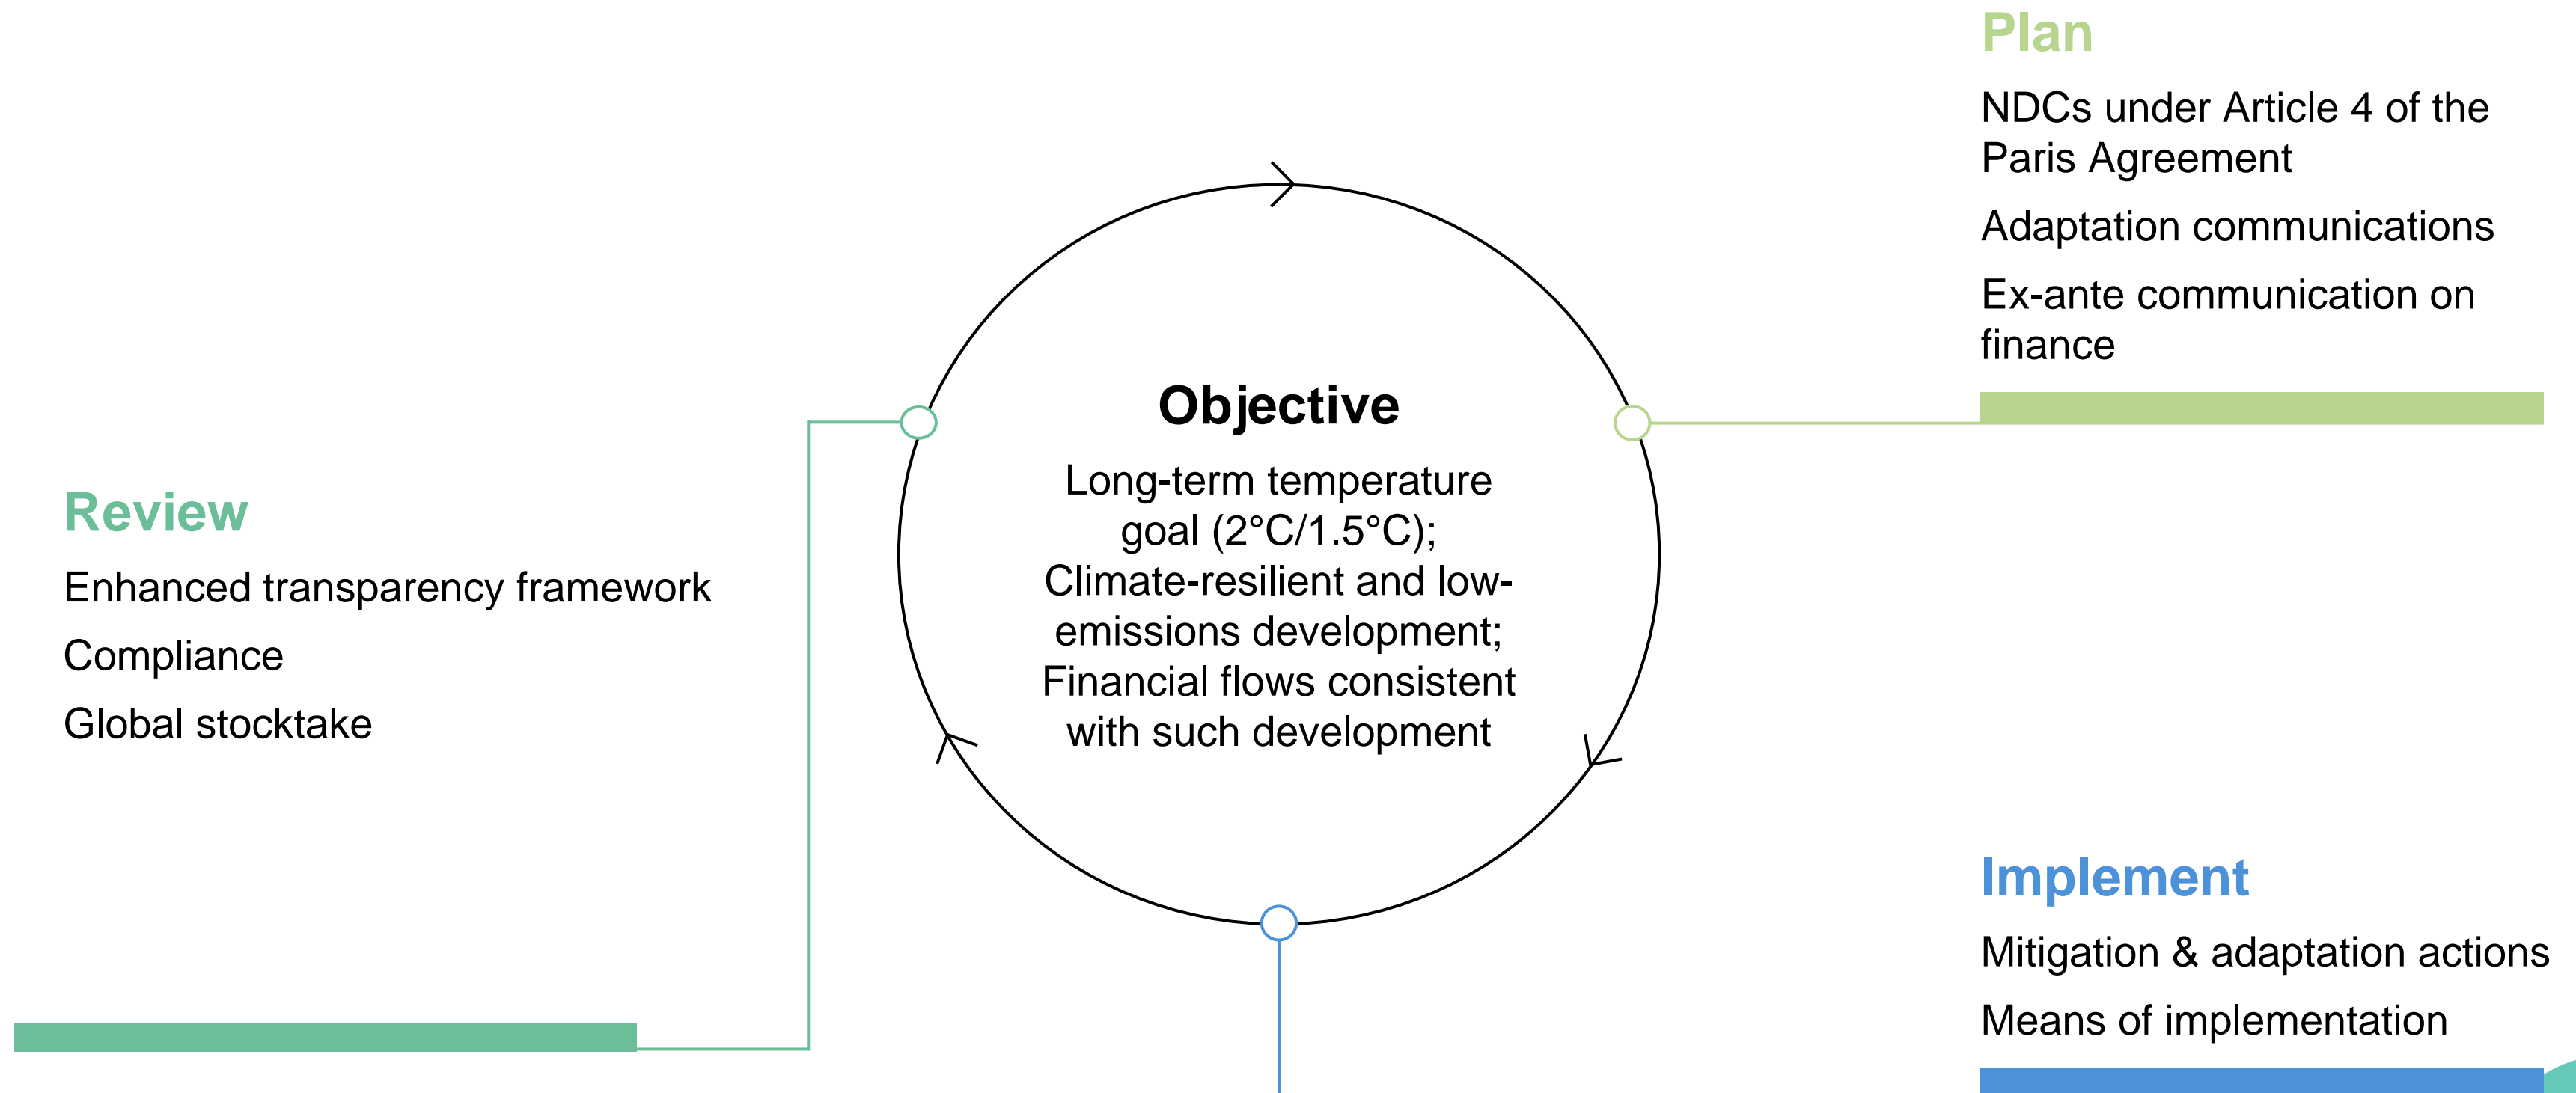 Plan
NDCs under Article 4 of the
Paris Agreement
Adaptation communications
Ex-ante communication on
finance
Objective
Long-term temperature
goal (2°C/1.5°C);
Climate-resilient and low-
emissions development;
Financial flows consistent
with such development
Review
Enhanced transparency framework
Compliance
Global stocktake
Implement
Mitigation & adaptation actions
Means of implementation